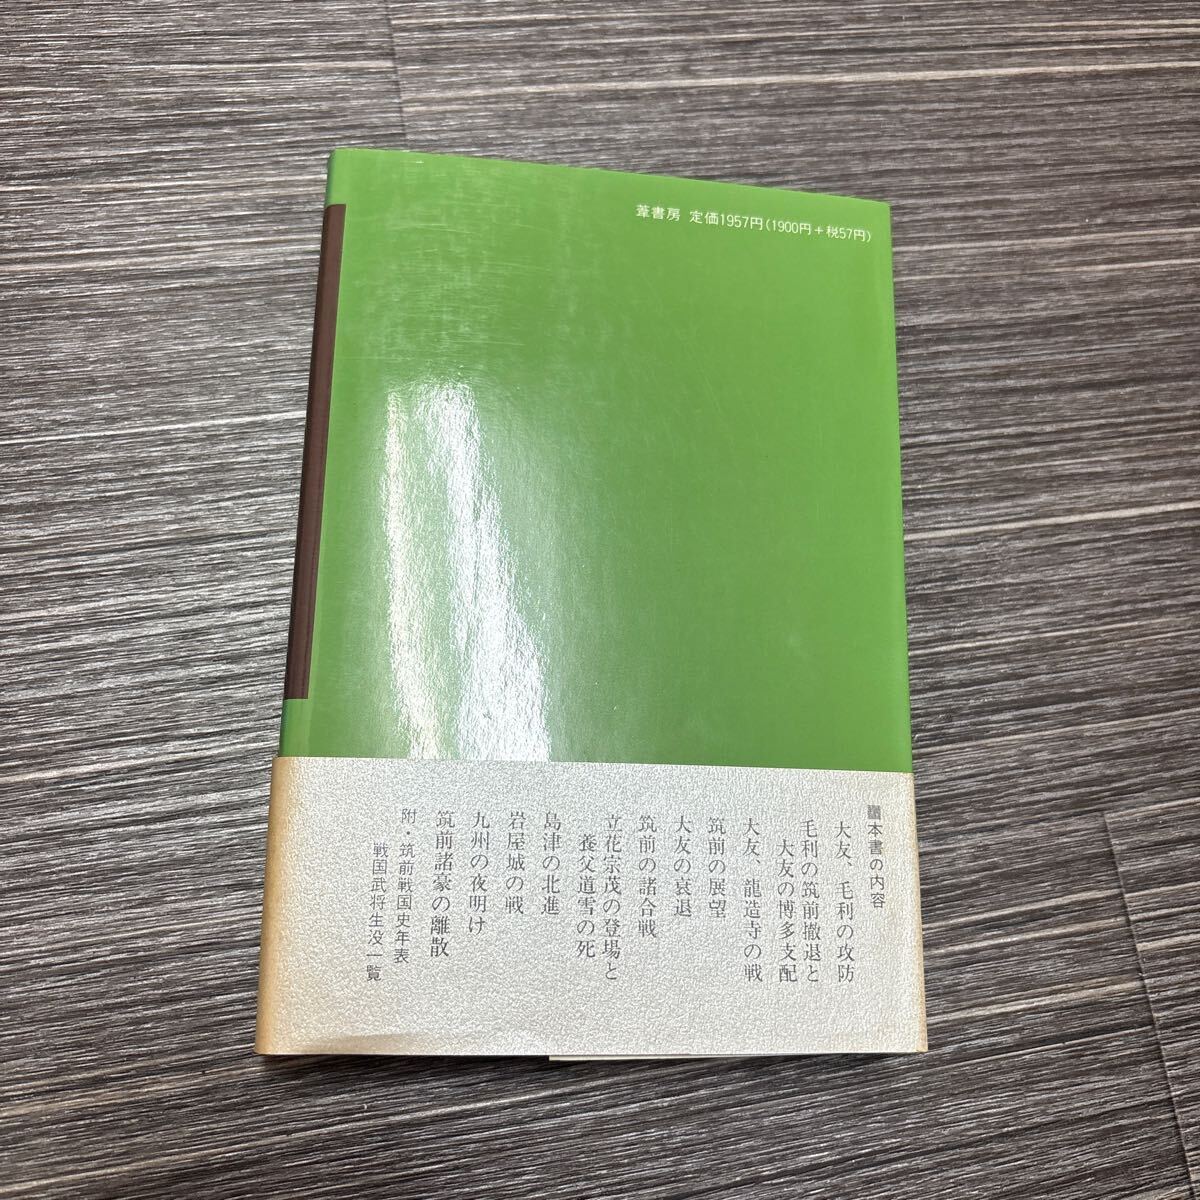 葦書房 定価1957円(1900円+税57円)
■本書の内容
大友、毛利の攻防
毛利の筑前撤退と
大友の博多支配
大友、龍造寺の戦
筑前の展望
大友の衰退
筑前の諸合戦
立花宗茂の登場と
養父道雪の死
島津の北進
岩屋城の戦
九州の夜明け
筑前諸豪の離散
附・筑前戦国史年表
戦国武将生没一覧